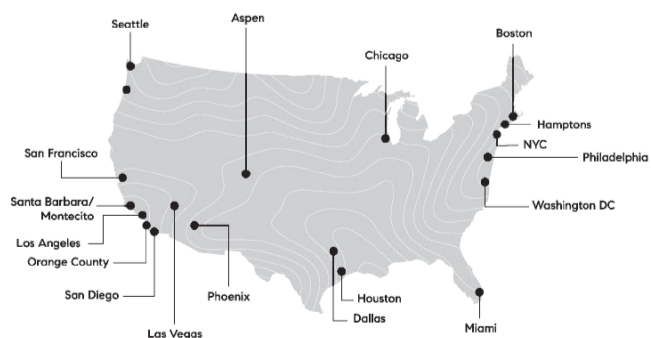 Aspen
Seattle
Boston
Chicago
Hamptons
NYC
San Francisco
Philadelphia
Santa Barbara/
Montecito
Washington DC
Los Angeles
Orange County
San Diego
Phoenix
Houston
Dallas
Miami
Las Vegas